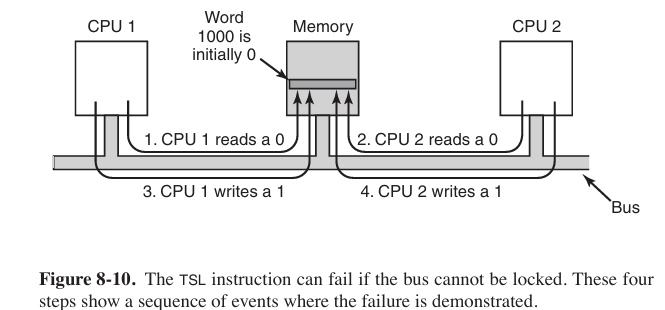 CPU 1
Word
1000 is
initially 0
Memory
CPU 2
1. CPU 1 reads a 0
2. CPU 2 reads a 0
3. CPU 1 writes a 1
4. CPU 2 writes a 1
Bus
Figure 8-10. The TSL instruction can fail if the bus cannot be locked. These four
steps show a sequence of events where the failure is demonstrated.